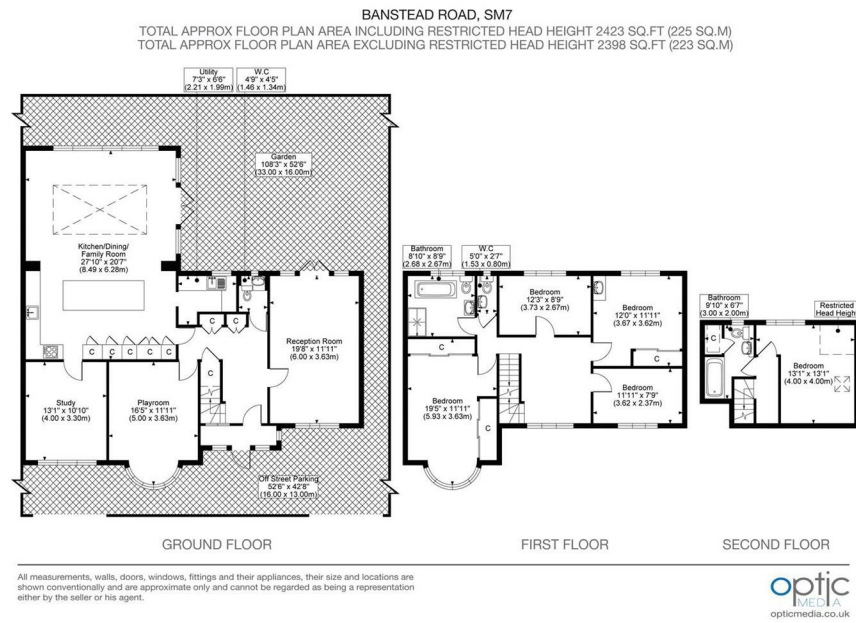 BANSTEAD ROAD, SM7
TOTAL APPROX FLOOR PLAN AREA INCLUDING RESTRICTED HEAD HEIGHT 2423 SQ.FT (225 SQ.M)
TOTAL APPROX FLOOR PLAN AREA EXCLUDING RESTRICTED HEAD HEIGHT 2398 SQ.FT (223 SQ.M)
Utility
7'3" x 6'6"
(2.21 x 1.99m)
W.C
4'9" x 4'5"
(1.46 x 1.34m)
Garden
108'3" x 52'6"
(33.00 x 16.00m)
Kitchen/Dining/
Family Room
27'10" x 20'7"
(8.49 x 6.28m)
C
C
C
C
C
C
C
C
Reception Room
19'8" x 11'11"
(6.00 x 3.63m)
Study
13'1" x 10'10"
(4.00 x 3.30m)
Playroom
16'5" x 11'11"
(5.00 x 3.63m)
Off Street Parking
52'6" x 42'8"
(16.00 x 13.00m)
GROUND FLOOR
Bathroom
8'10" x 8'9"
(2.68 x 2.67m)
W.C
5'0" x 2'7"
(1.53 x 0.80m)
Bedroom
12'3" x 8'9"
(3.73 x 2.67m)
Bedroom
12'0" x 11'11"
(3.67 x 3.62m)
C
C
Bedroom
19'5" x 11'11"
(5.93 x 3.63m)
C
Bedroom
11'11" x 7'9"
(3.62 x 2.37m)
FIRST FLOOR
Bathroom
9'10" x 6'7"
(3.00 x 2.00m)
Restricted
Head Height
C
Bedroom
13'1" x 13'1"
(4.00 x 4.00m)
SECOND FLOOR
All measurements, walls, doors, windows, fittings and their appliances, their size and locations are
shown conventionally and are approximate only and cannot be regarded as being a representation
either by the seller or his agent.
optic
MEDIA
opticmedia.co.uk